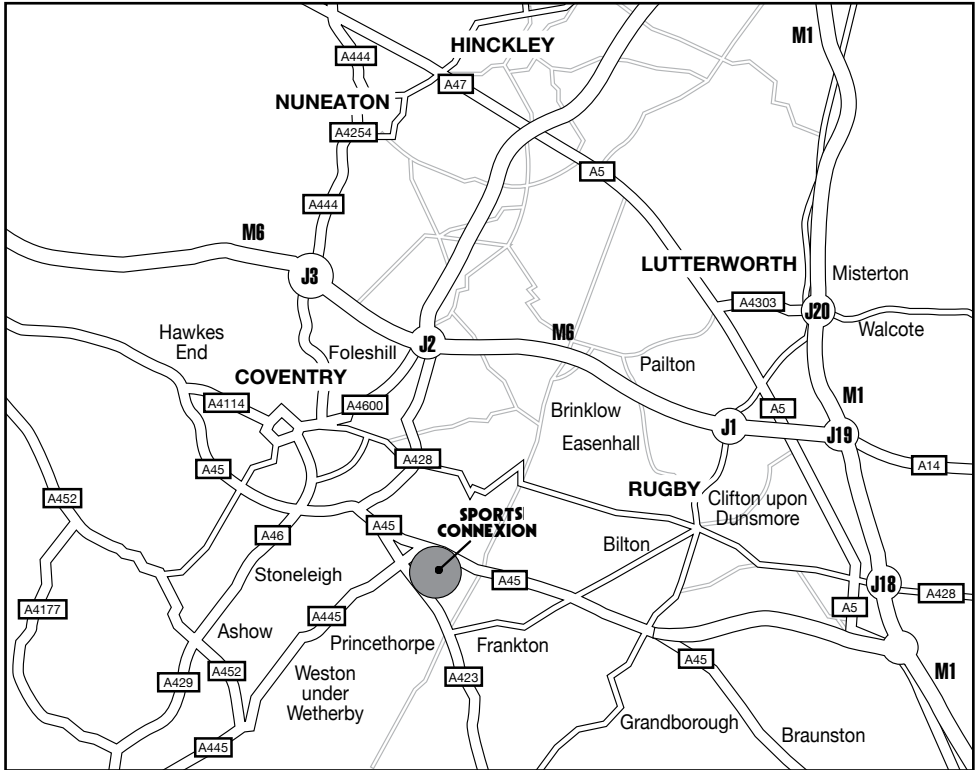 M1
HINCKLEY
A444
A47
NUNEATON
A4254
A5
A444
M6
LUTTERWORTH
J3
Misterton
A4303
J20
Walcote
Hawkes
End
Foleshill
J2
M6
Pailton
COVENTRY
A4114
A4600
Brinklow
A5
M1
Easenhall
J1
J19
A428
A14
A45
RUGBY
Clifton upon
Dunsmore
A452
SPORTS
CONNEXION
A45
A46
Bilton
Stoneleigh
A45
J18
A428
A4177
A445
A5
Ashow
Princethorpe
Frankton
A45
M1
A452
A429
Weston
under
Wetherby
A423
Grandborough
Braunston
A445